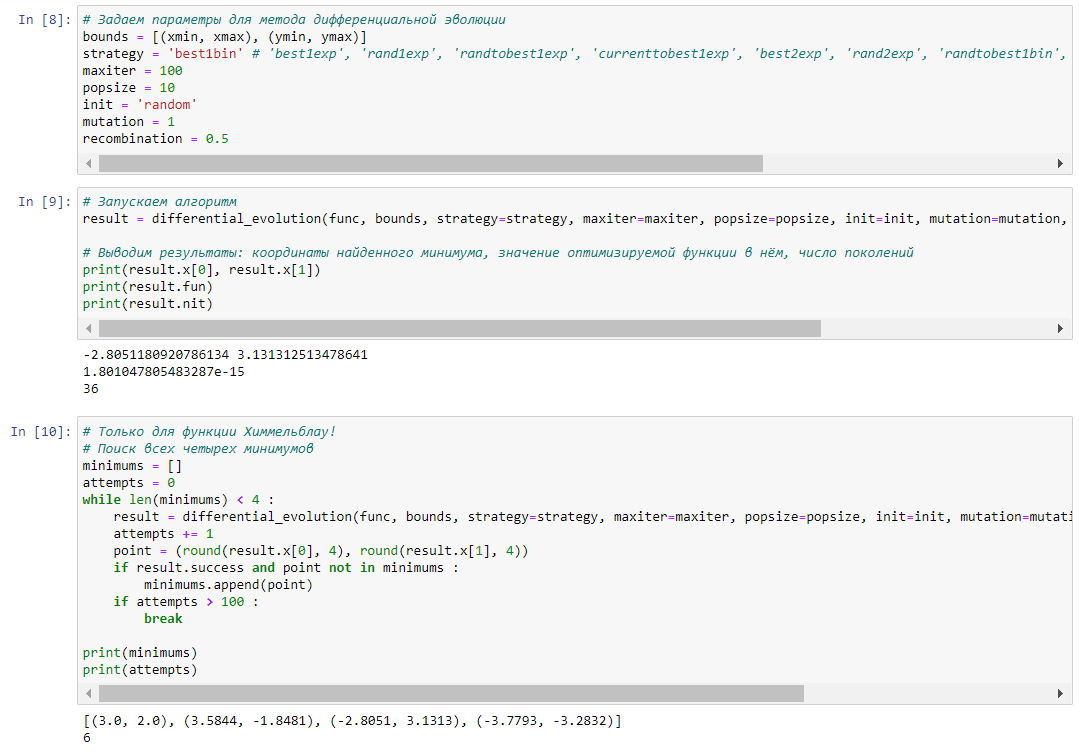 In [8]: # Задаем параметры для метода дифференциальной эволюции
bounds = [(xmin, xmax), (ymin, ymax)]
strategy = 'best1bin' # 'best1exp', 'rand1exp', 'randtobest1exp', 'currenttobest1exp', 'best2exp', 'rand2exp', 'randtobest1bin',
maxiter = 100
popsize = 10
init = 'random'
mutation = 1
recombination = 0.5
In [9]: # Запускаем алгоритм
result = differential_evolution(func, bounds, strategy=strategy, maxiter=maxiter, popsize=popsize, init=init, mutation=mutation,
# Выводим результаты: координаты найденного минимума, значение оптимизируемой функции в нём, число поколений
print(result.x[0], result.x[1])
print(result.fun)
print(result.nit)
-2.8051180920786134 3.131312513478641
1.801047805483287e-15
36
In [10]: # Только для функции Химмельблау!
# Поиск всех четырех минимумов
minimums = []
attempts = 0
while len(minimums) < 4 :
    result = differential_evolution(func, bounds, strategy=strategy, maxiter=maxiter, popsize=popsize, init=init, mutation=mutati
    attempts += 1
    point = (round(result.x[0], 4), round(result.x[1], 4))
    if result.success and point not in minimums :
        minimums.append(point)
    if attempts > 100 :
        break
print(minimums)
print(attempts)
[(3.0, 2.0), (3.5844, -1.8481), (-2.8051, 3.1313), (-3.7793, -3.2832)]
6